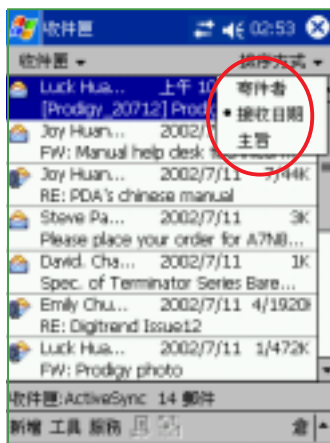 收件匣 02:53
收件匣 排序方式
Luck Hua... 上午 10
[Prodigy_20712] Prod
寄件者
接收日期
主旨
Joy Huan... 2002/7
FW: Manual help desk
Joy Huan... 2002/7/11 7/44K
RE: PDA's chinese manual
Steve Pa... 2002/7/11 3K
Please place your order for A7N8...
David. Cha... 2002/7/11 1K
Spec. of Terminator Series Bare...
Emily Chu... 2002/7/11 4/1920K
RE: Digitrend Issue12
Luck Hua... 2002/7/11 1/472K
FW: Prodigy photo
收件匣:ActiveSync 14 郵件
新增 工具 服務